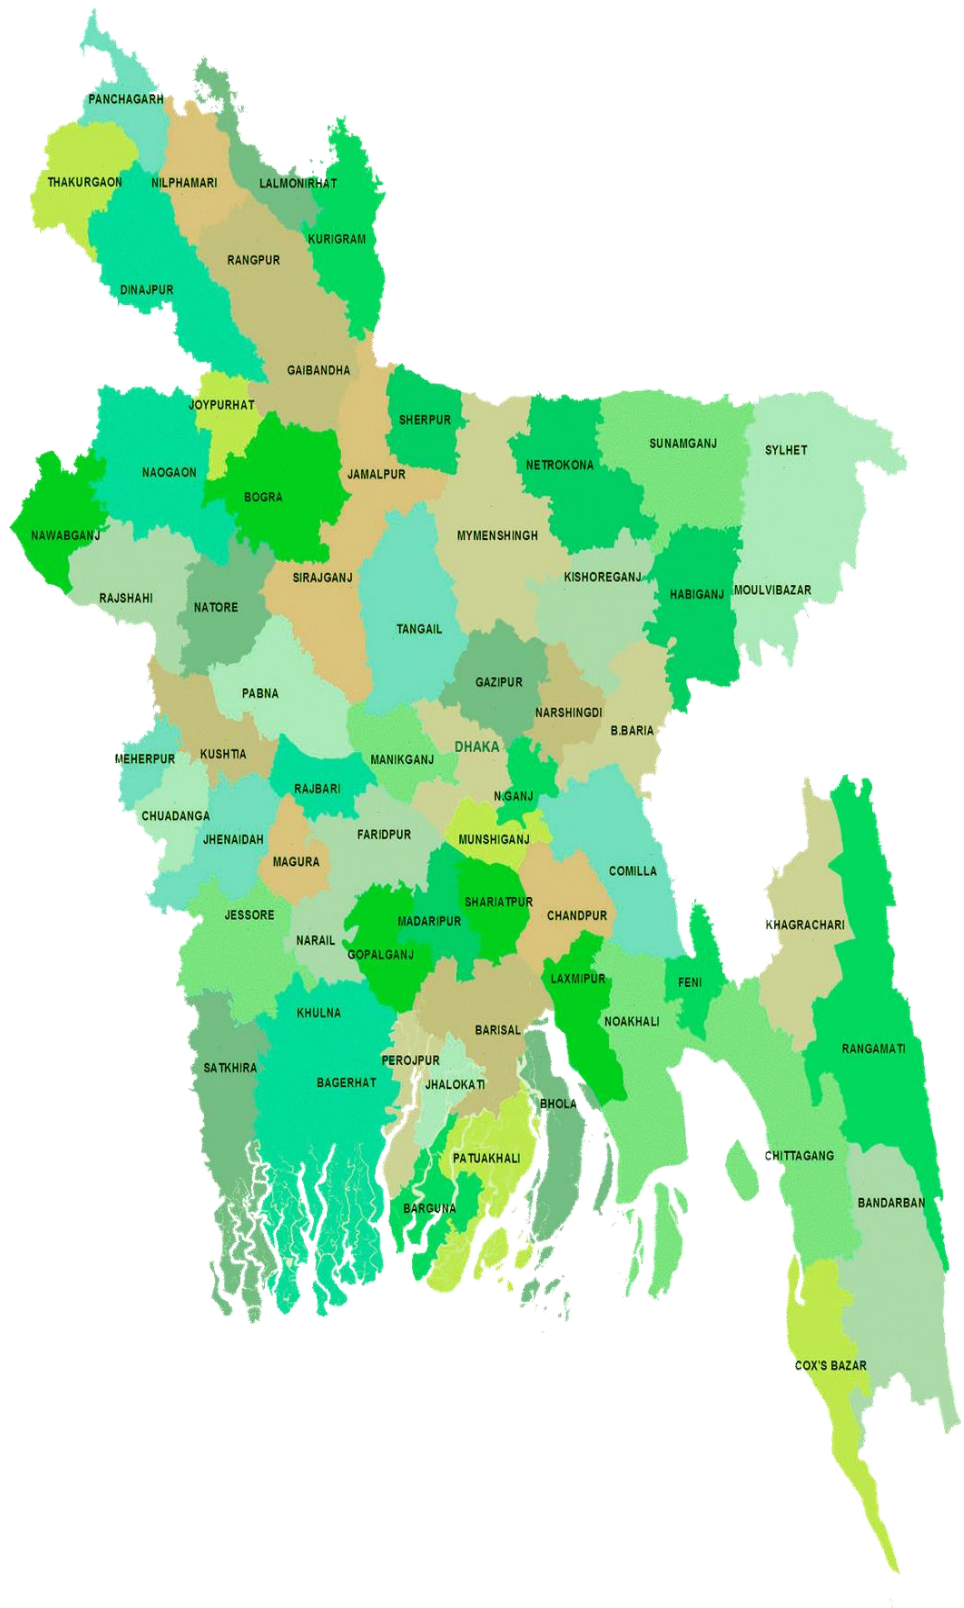 PANCHAGARH
THAKURGAON
NILPHAMARI
LALMONIRHAT
KURIGRAM
RANGPUR
DINAJPUR
GAIBANDHA
JOYPURHAT
SHERPUR
SUNAMGANJ
SYLHET
NETROKONA
NAOGAON
JAMALPUR
BOGRA
NAWABGANJ
MYMENSHINGH
SIRAJGANJ
KISHOREGANJ
MOULVIBAZAR
HABIGANJ
RAJSHAHI
NATORE
TANGAIL
GAZIPUR
PABNA
NARSHINGDI
B.BARIA
DHAKA
KUSHTIA
MEHERPUR
MANIKGANJ
RAJBARI
N.GANJ
CHUADANGA
FARIDPUR
JHENAIDAH
MUNSHIGANJ
MAGURA
COMILLA
SHARIATPUR
JESSORE
CHANDPUR
MADARIPUR
KHAGRACHARI
NARAIL
GOPALGANJ
LAXMIPUR
FENI
KHULNA
NOAKHALI
BARISAL
RANGAMATI
PEROJPUR
SATKHIRA
BAGERHAT
JHALOKATI
BHOLA
CHITTAGANG
PATUAKHALI
BANDARBAN
BARGUNA
COX'S BAZAR